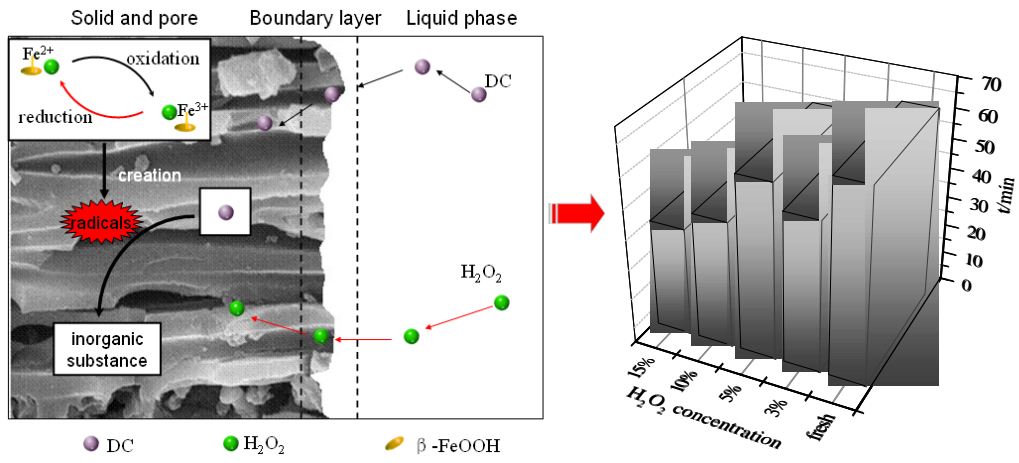 Solid and pore
Boundary layer
Liquid phase
Fe²⁺
oxidation
reduction
Fe³⁺
creation
radicals
inorganic
substance
DC
H₂O₂
DC
H₂O₂
β-FeOOH
70
60
50
40
30
20
10
0
t/min
15%
10%
5%
3%
fresh
H₂O₂ concentration